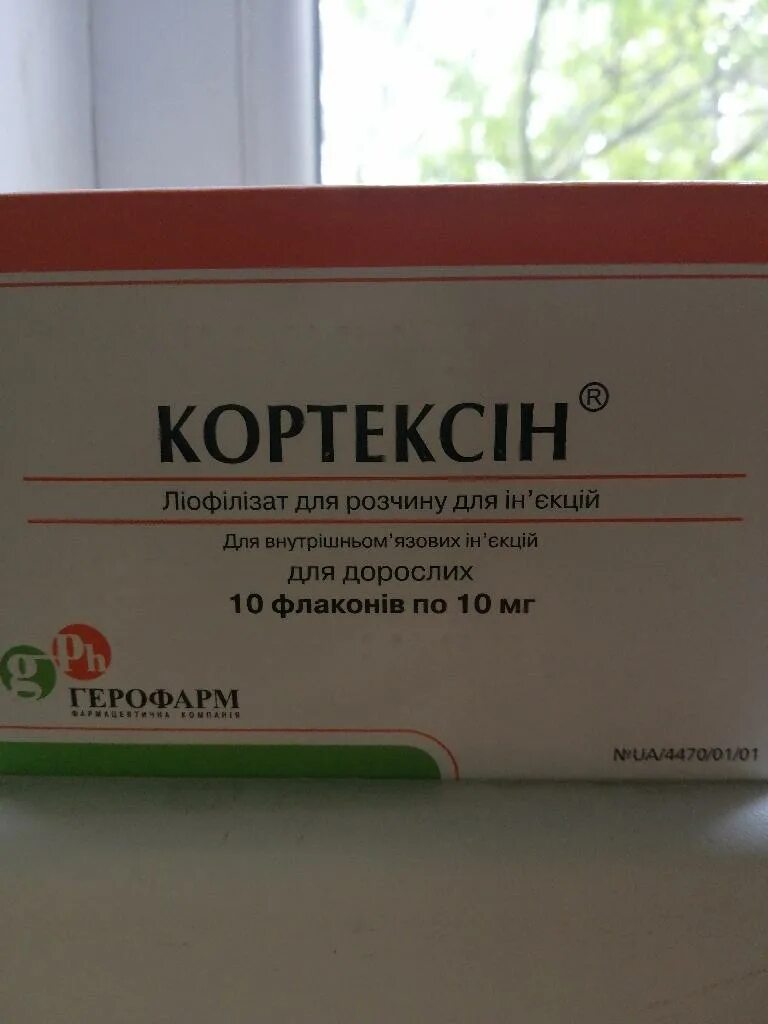 КОРТЕКСІН®
Ліофілізат для розчину для ін'єкцій
Для внутрішньом'язових ін'єкцій
для дорослих
10 флаконів по 10 мг
g Ph
ГЕРОФАРМ
ФАРМАЦЕВТИЧНА КОМПАНІЯ
№UA/4470/01/01